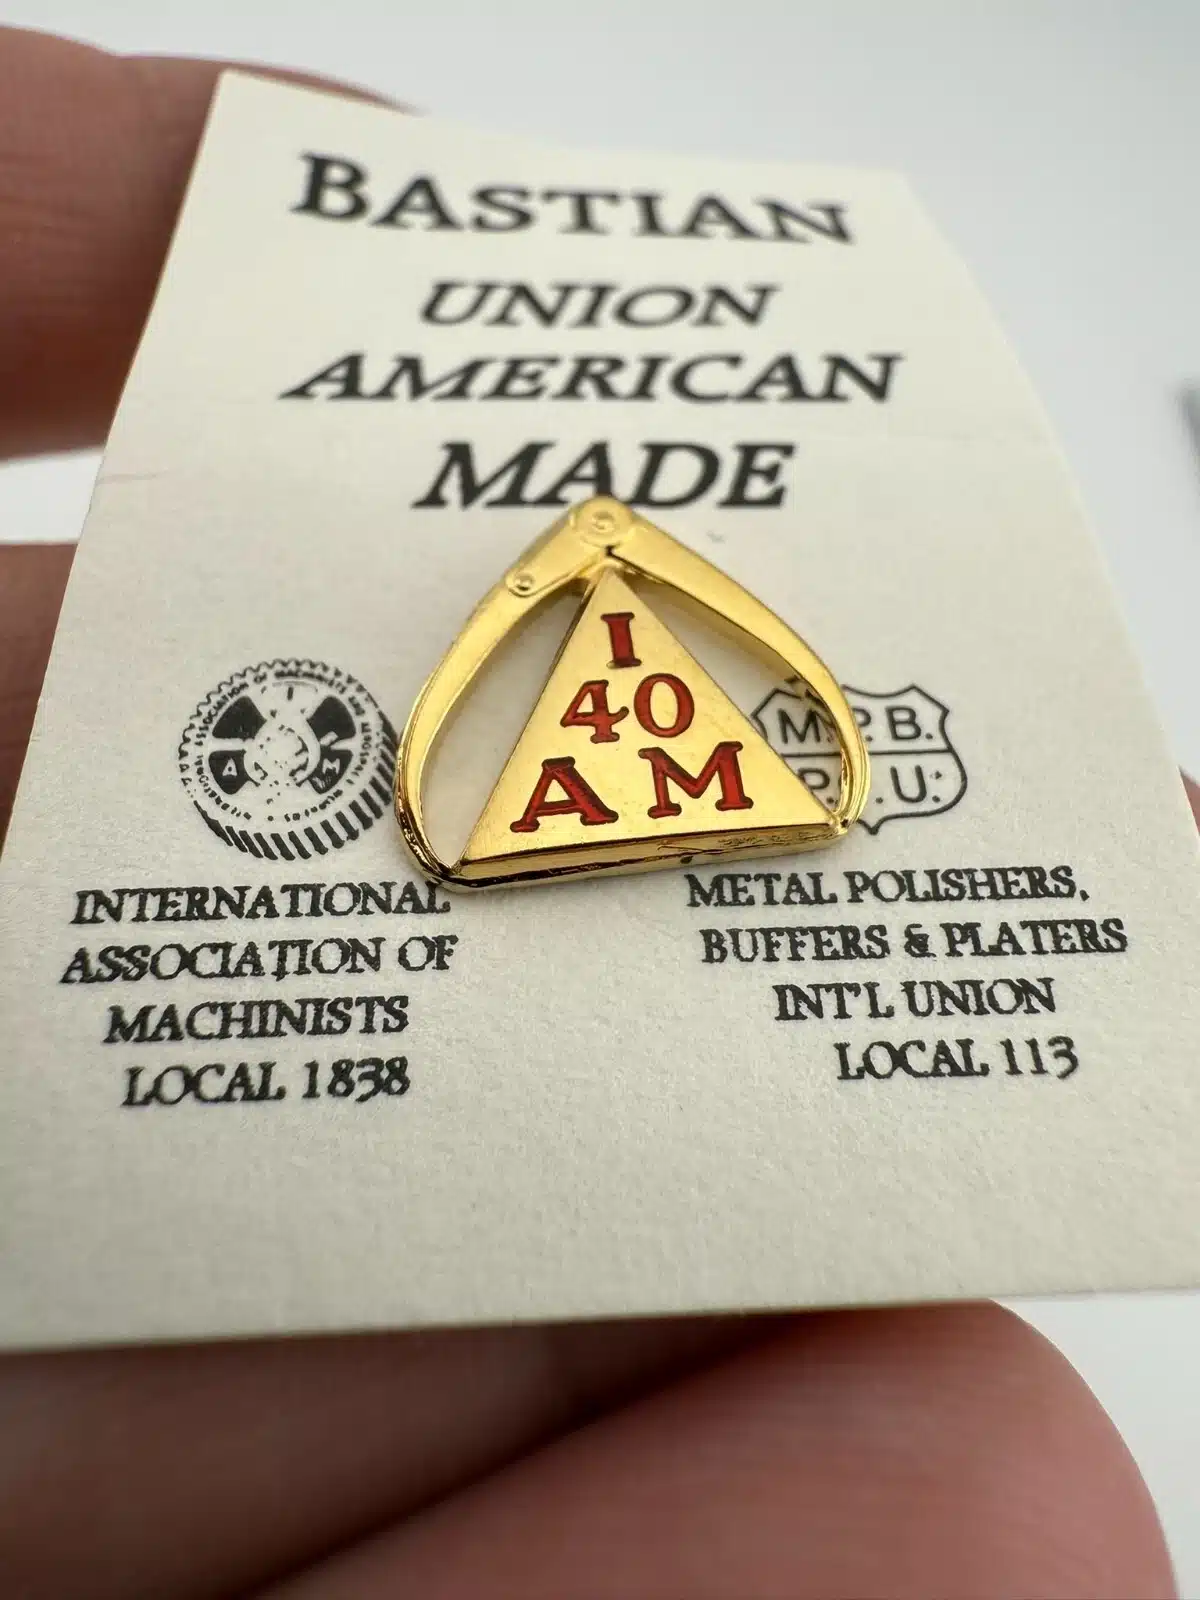 BASTIAN
UNION
AMERICAN
MADE
I
40
A M
A M
M.P.B.
P. U.
INTERNATIONAL
ASSOCIATION OF
MACHINISTS
LOCAL 1838
METAL POLISHERS,
BUFFERS & PLATERS
INT'L UNION
LOCAL 113